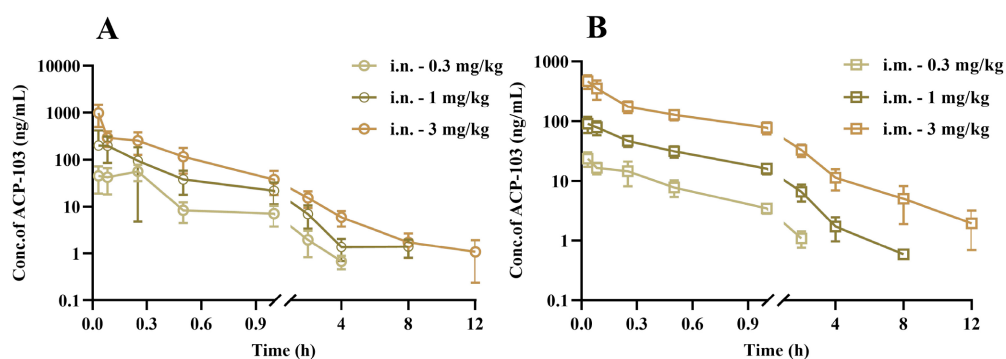 A
Conc.of ACP-103 (ng/mL)
10000
1000
100
10
1
0.1
i.n. - 0.3 mg/kg
i.n. - 1 mg/kg
i.n. - 3 mg/kg
0.0 0.3 0.6 0.9 4 8 12
Time (h)
B
Conc.of ACP-103 (ng/mL)
1000
100
10
1
0.1
i.m. - 0.3 mg/kg
i.m. - 1 mg/kg
i.m. - 3 mg/kg
0.0 0.3 0.6 0.9 4 8 12
Time (h)